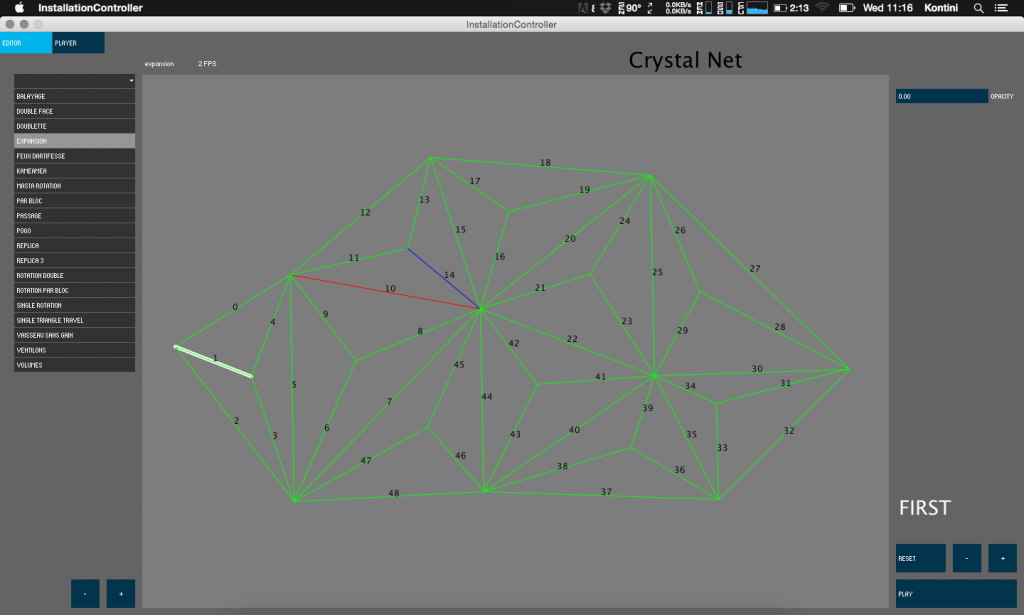 InstallationController
90°
0.0KB/s
0.0KB/s
2:13
Wed 11:16
Kontini
InstallationController
EDITOR
PLAYER
expansion
2 FPS
Crystal Net
BALAYAGE
DOUBLE FACE
DOUBLETTE
EXPANSION
FEUX DARTIFESSE
KAMEAMEA
MASTA ROTATION
PAR BLOC
PASSAGE
POGO
REPLICA
REPLICA 3
ROTATION DOUBLE
ROTATION PAR BLOC
SINGLE ROTATION
SINGLE TRIANGLE TRAVEL
VAISSEAU SANS GAIN
VENTILONS
VOLUMES
0.00
OPACITY
18
17
19
13
12
24
15
26
20
11
16
27
25
14
10
21
0
9
4
23
28
29
8
22
42
1
45
30
41
31
34
5
44
7
39
2
6
3
43
40
35
32
33
47
46
38
36
48
37
FIRST
RESET
-
+
PLAY
-
+